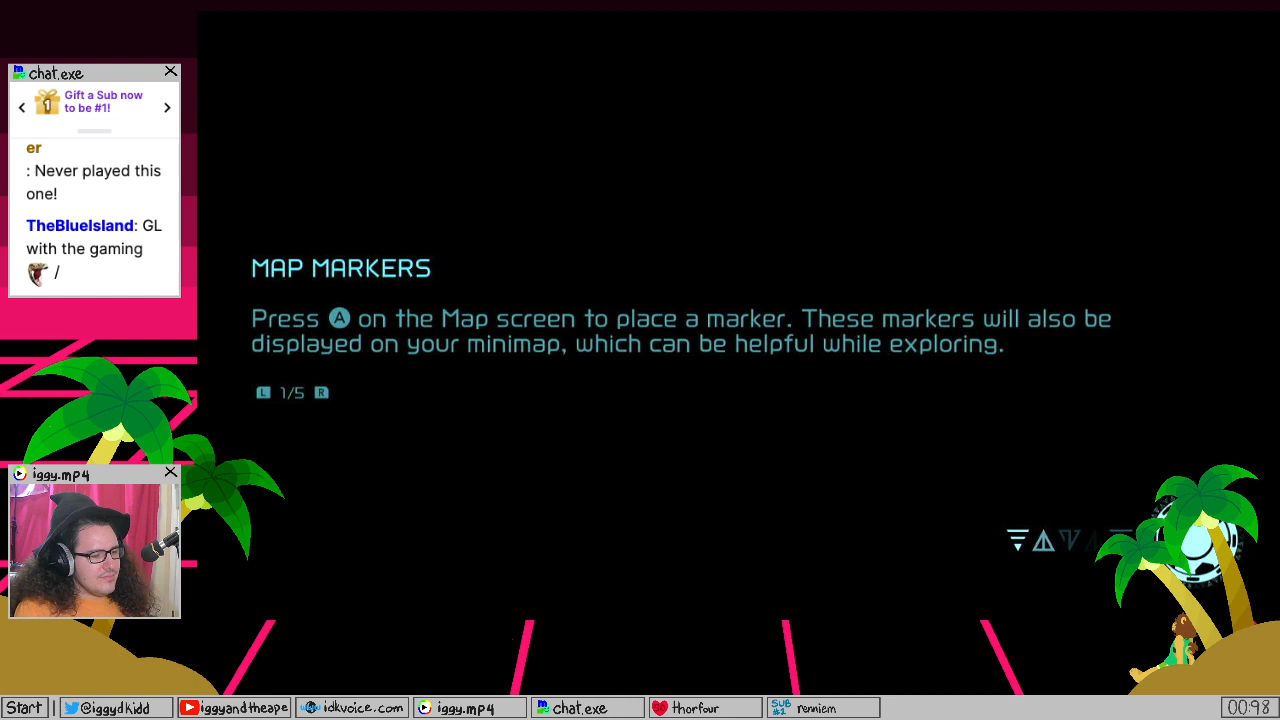 chat.exe
Gift a Sub now
to be #1!
1
er
: Never played this
one!
TheBlueIsland: GL
with the gaming
/
MAP MARKERS
Press A on the Map screen to place a marker. These markers will also be
displayed on your minimap, which can be helpful while exploring.
L 1/5 R
iggy.mp4
Start | @iggydkidd iggyandtheape www idkvoice.com iggy.mp4 chat.exe thorfour SUB #1 renniem 00:98